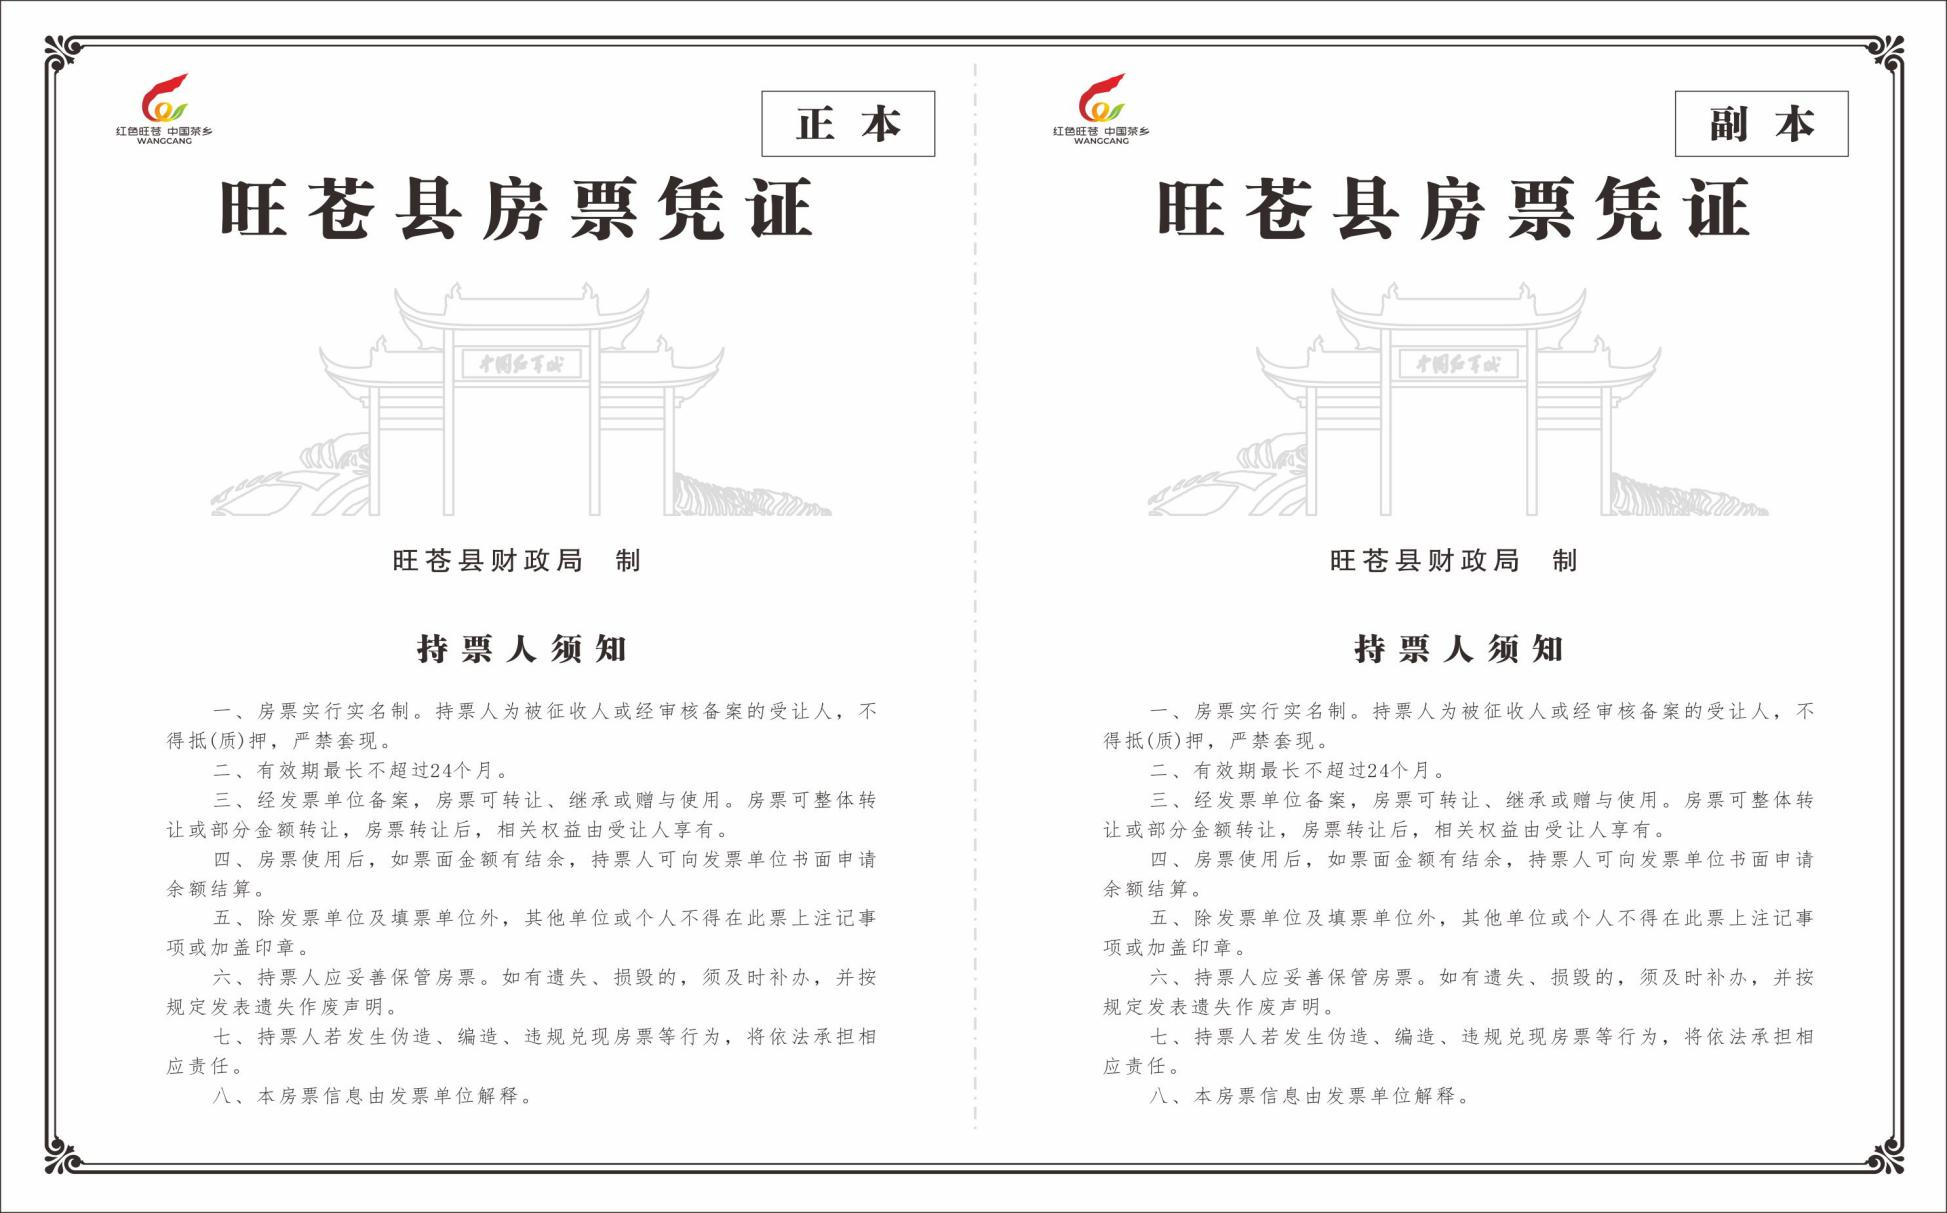 红色旺苍 中国茶乡
WANGCANG
正本
旺苍县房票凭证
中国红军城
旺苍县财政局 制
持票人须知
一、房票实行实名制。持票人为被征收人或经审核备案的受让人，不
得抵(质)押，严禁套现。
二、有效期最长不超过24个月。
三、经发票单位备案，房票可转让、继承或赠与使用。房票可整体转
让或部分金额转让，房票转让后，相关权益由受让人享有。
四、房票使用后，如票面金额有结余，持票人可向发票单位书面申请
余额结算。
五、除发票单位及填票单位外，其他单位或个人不得在此票上注记事
项或加盖印章。
六、持票人应妥善保管房票。如有遗失、损毁的，须及时补办，并按
规定发表遗失作废声明。
七、持票人若发生伪造、编造、违规兑现房票等行为，将依法承担相
应责任。
八、本房票信息由发票单位解释。
红色旺苍 中国茶乡
WANGCANG
副本
旺苍县房票凭证
中国红军城
旺苍县财政局 制
持票人须知
一、房票实行实名制。持票人为被征收人或经审核备案的受让人，不
得抵(质)押，严禁套现。
二、有效期最长不超过24个月。
三、经发票单位备案，房票可转让、继承或赠与使用。房票可整体转
让或部分金额转让，房票转让后，相关权益由受让人享有。
四、房票使用后，如票面金额有结余，持票人可向发票单位书面申请
余额结算。
五、除发票单位及填票单位外，其他单位或个人不得在此票上注记事
项或加盖印章。
六、持票人应妥善保管房票。如有遗失、损毁的，须及时补办，并按
规定发表遗失作废声明。
七、持票人若发生伪造、编造、违规兑现房票等行为，将依法承担相
应责任。
八、本房票信息由发票单位解释。